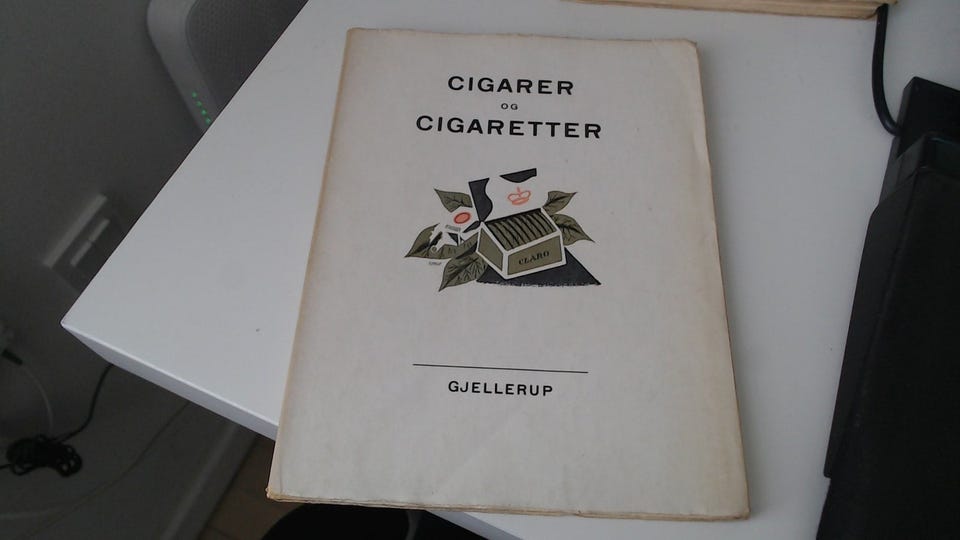 CIGARER
OG
CIGARETTER
CLARO
GJELLERUP